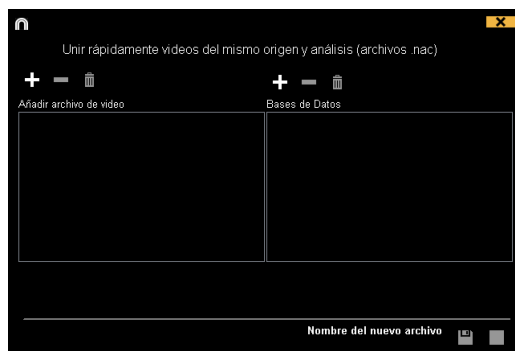 Unir rápidamente videos del mismo origen y análisis (archivos .nac)
Añadir archivo de video
Bases de Datos
Nombre del nuevo archivo